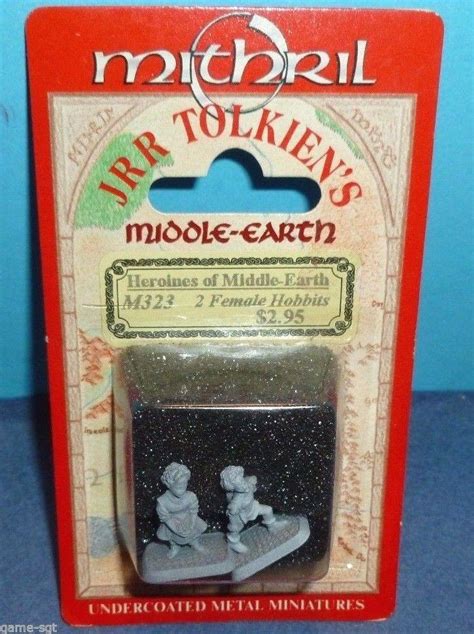 MITHRIL
JRR TOLKIEN'S
MIDDLE-EARTH
Heroines of Middle-Earth
M323 2 Female Hobbits
$2.95
UNDERCOATED METAL MINIATURES
game-sgt